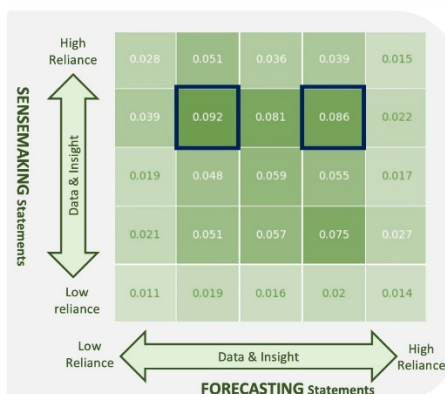 High
Reliance
0.028 0.051 0.036 0.039 0.015
0.039 0.092 0.081 0.086 0.022
SENSEMAKING Statements
Data & Insight
0.019 0.048 0.059 0.055 0.017
0.021 0.051 0.057 0.075 0.027
Low
reliance
0.011 0.019 0.016 0.02 0.014
Low
Reliance
Data & Insight
High
Reliance
FORECASTING Statements